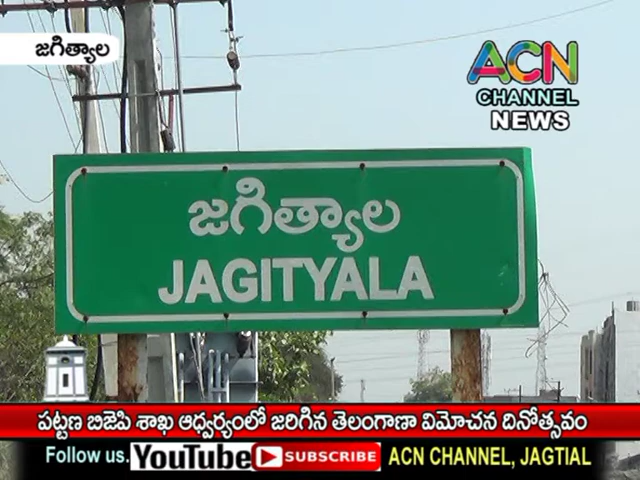 జగిత్యాల
ACN
CHANNEL
NEWS
జగిత్యాల
JAGITYALA
పట్టణ బిజెపి శాఖ ఆధ్వర్యంలో జరిగిన తెలంగాణా విమోచన దినోత్సవం
Follow us. YouTube SUBSCRIBE ACN CHANNEL, JAGTIAL